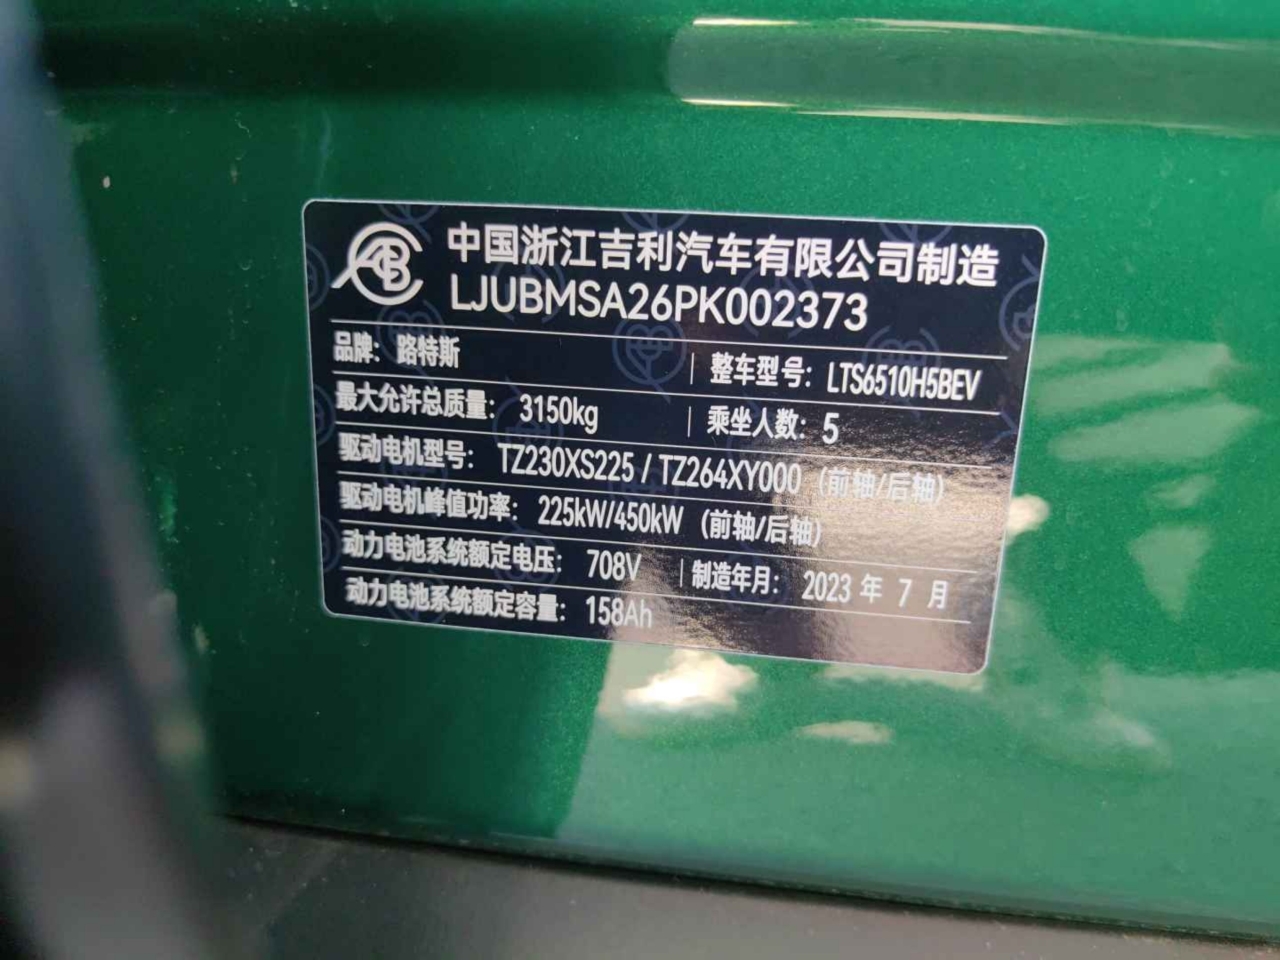 中国浙江吉利汽车有限公司制造
LJUBMSA26PK002373
品牌：路特斯 整车型号：LTS6510H5BEV
最大允许总质量：3150kg 乘坐人数：5
驱动电机型号：TZ230XS225 / TZ264XY000 (前轴/后轴)
驱动电机峰值功率：225kW/450kW (前轴/后轴)
动力电池系统额定电压：708V 制造年月：2023 年 7 月
动力电池系统额定容量：158Ah